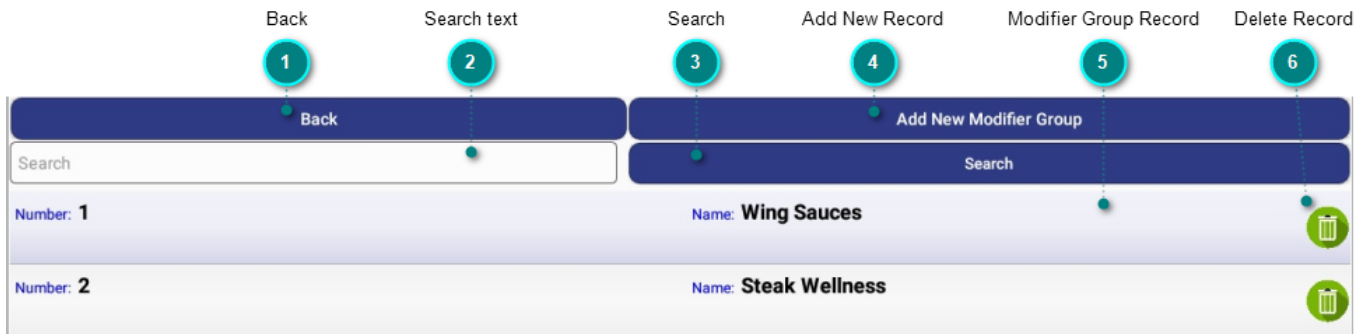 Back Search text Search Add New Record Modifier Group Record Delete Record
1 2 3 4 5 6
Back Add New Modifier Group
Search Search
Number: 1 Name: Wing Sauces
Number: 2 Name: Steak Wellness